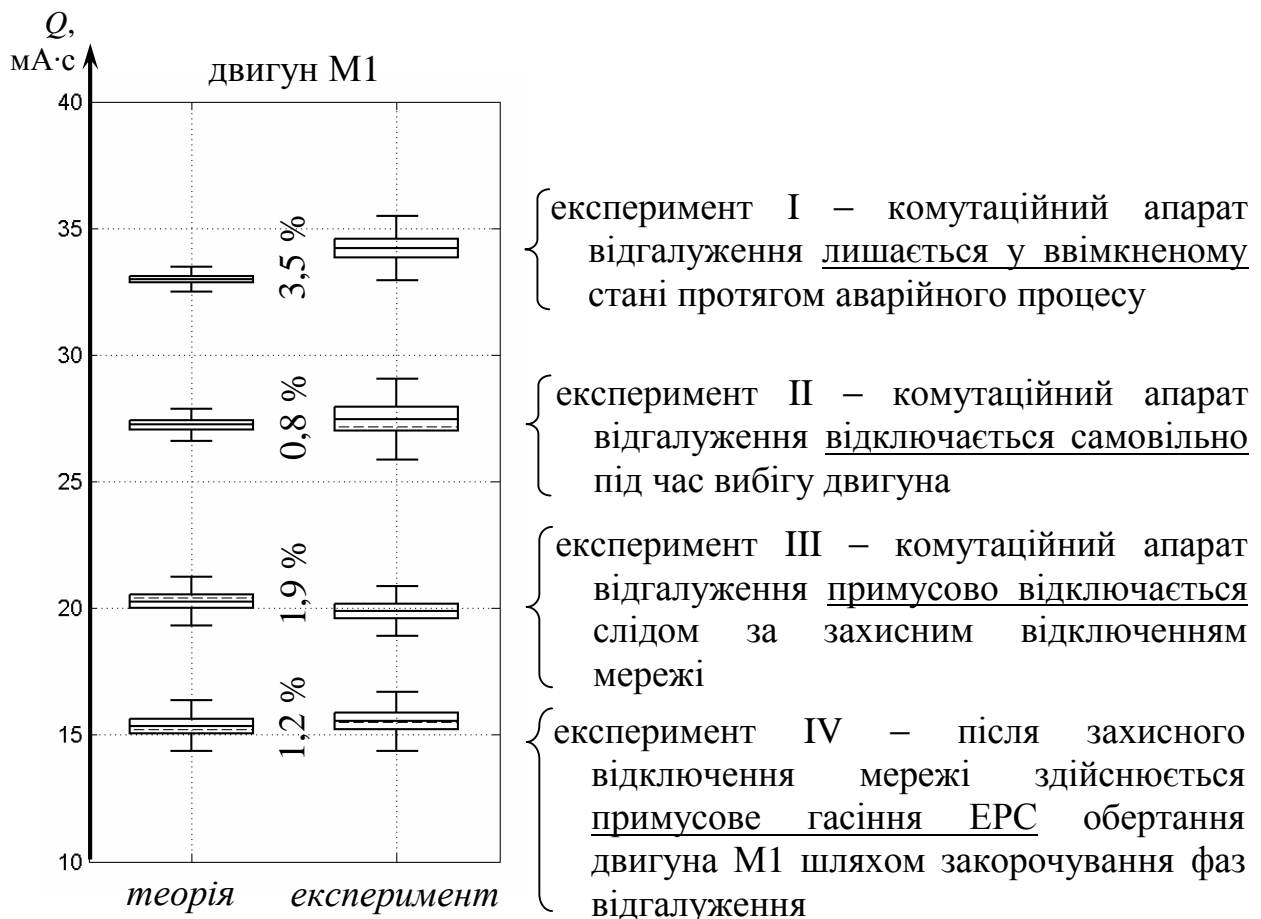 Q,
мА·с
двигун М1
40
35
30
25
20
15
10
3,5 %
0,8 %
1,9 %
1,2 %
теорія експеримент
експеримент I – комутаційний апарат
відгалуження лишається у ввімкненому
стані протягом аварійного процесу
експеримент II – комутаційний апарат
відгалуження відключається самовільно
під час вибігу двигуна
експеримент III – комутаційний апарат
відгалуження примусово відключається
слідом за захисним відключенням
мережі
експеримент IV – після захисного
відключення мережі здійснюється
примусове гасіння ЕРС обертання
двигуна М1 шляхом закорочування фаз
відгалуження